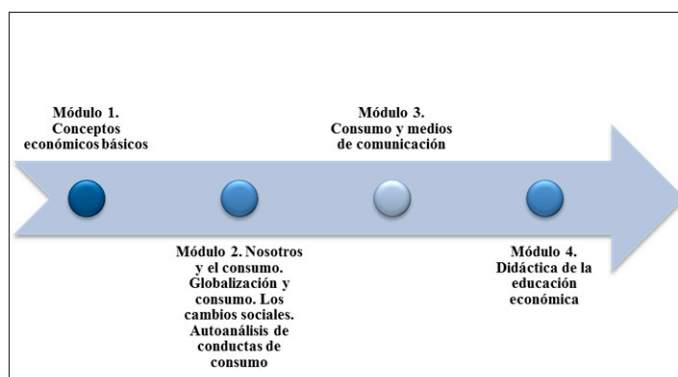 Módulo 1.
Conceptos
económicos básicos
Módulo 2. Nosotros
y el consumo.
Globalización y
consumo. Los
cambios sociales.
Autoanálisis de
conductas de
consumo
Módulo 3.
Consumo y medios
de comunicación
Módulo 4.
Didáctica de la
educación
económica